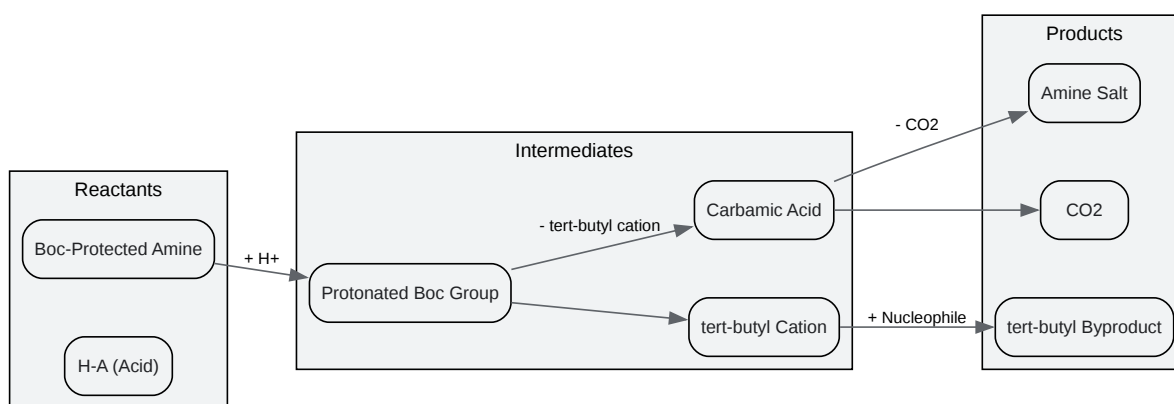 Reactants
Boc-Protected Amine
H-A (Acid)
+ H+
Intermediates
Protonated Boc Group
- tert-butyl cation
Carbamic Acid
tert-butyl Cation
- CO2
+ Nucleophile
Products
Amine Salt
CO2
tert-butyl Byproduct